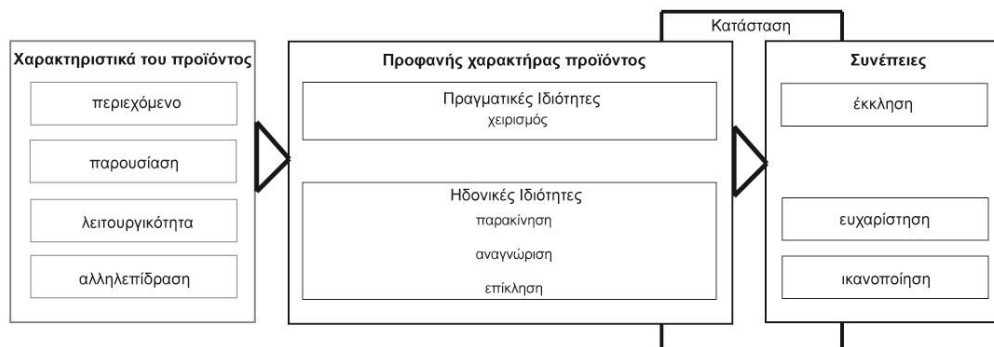 Κατάσταση
Χαρακτηριστικά του προϊόντος
περιεχόμενο
παρουσίαση
λειτουργικότητα
αλληλεπίδραση
Προφανής χαρακτήρας προϊόντος
Πραγματικές Ιδιότητες
χειρισμός
Ηδονικές Ιδιότητες
παρακίνηση
αναγνώριση
επίκληση
Συνέπειες
έκκληση
ευχαρίστηση
ικανοποίηση